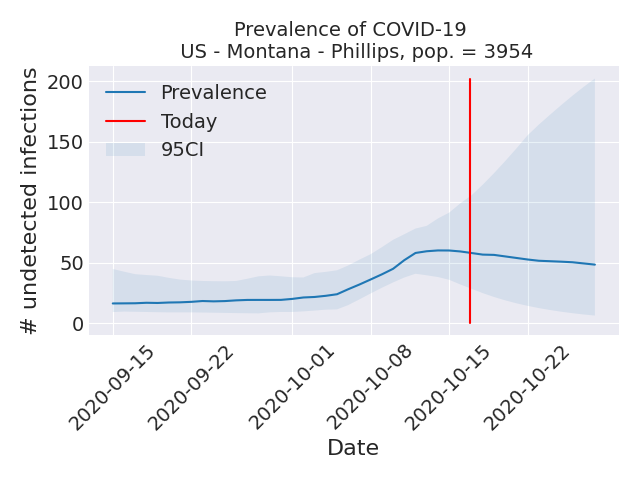 Prevalence of COVID-19
US - Montana - Phillips, pop. = 3954
# undetected infections
200
150
100
50
0
Prevalence
Today
95CI
2020-09-15
2020-09-22
2020-10-01
2020-10-08
2020-10-15
2020-10-22
Date